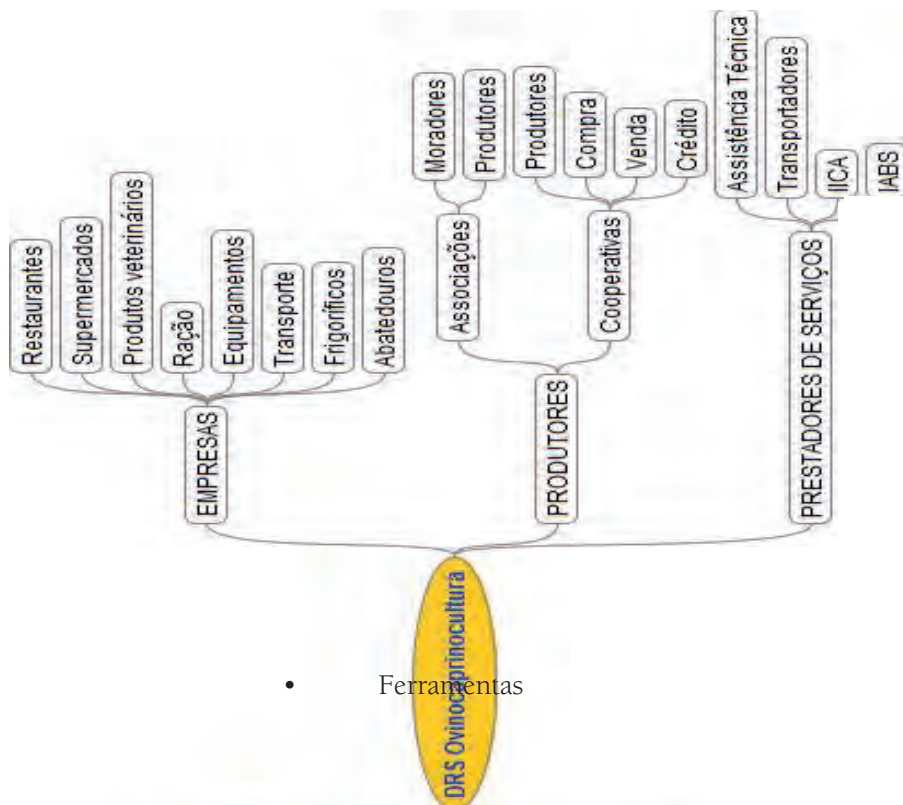 DRS Ovinocaprinocultura
EMPRESAS
Restaurantes
Supermercados
Produtos veterinários
Ração
Equipamentos
Transporte
Frigoríficos
Abatedouros
PRODUTORES
Associações
Moradores
Produtores
Cooperativas
Produtores
Compra
Venda
Crédito
PRESTADORES DE SERVIÇOS
Assistência Técnica
Transportadores
IICA
IABS
• Ferramentas